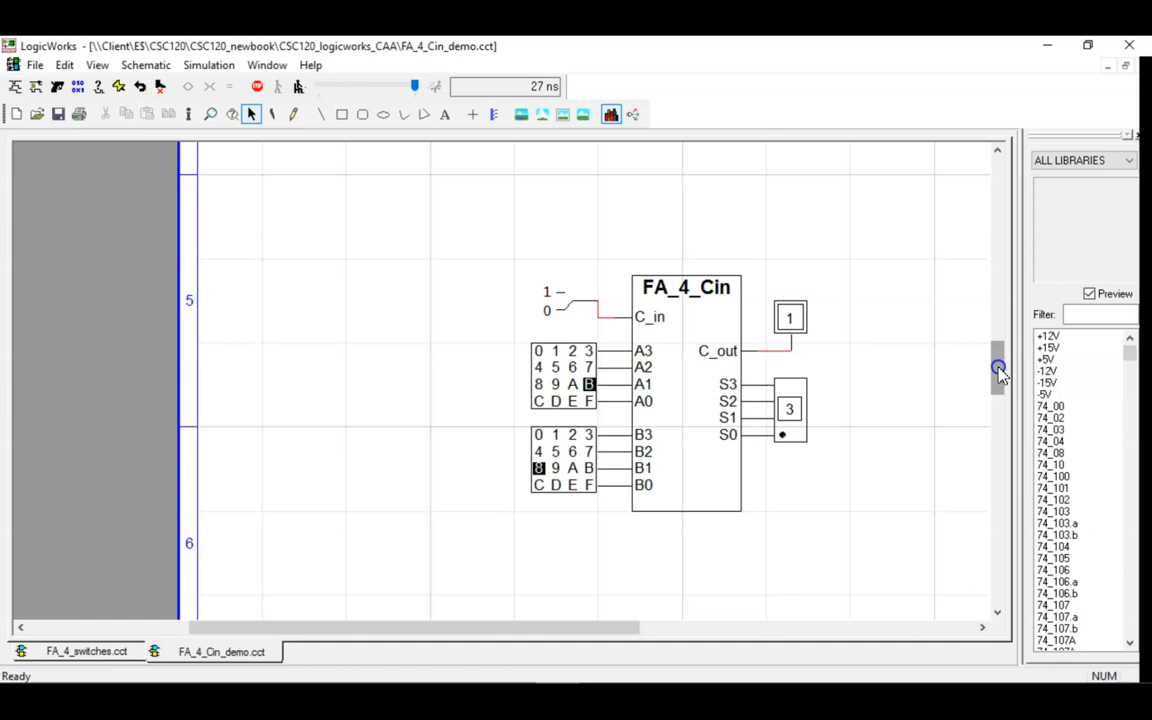 LogicWorks - [\\Client\E$\CSC120\CSC120_newbook\CSC120_logicworks_CAA\FA_4_Cin_demo.cct]
File Edit View Schematic Simulation Window Help
27 ns
ALL LIBRARIES
Preview
Filter:
5
6
FA_4_Cin
1
0
C_in
1
C_out
0 1 2 3
4 5 6 7
8 9 A B
C D E F
A3
A2
A1
A0
0 1 2 3
4 5 6 7
8 9 A B
C D E F
B3
B2
B1
B0
S3
S2
S1
S0
3
+12V
+15V
+5V
-12V
-15V
-5V
74_00
74_02
74_03
74_04
74_08
74_10
74_100
74_101
74_102
74_103
74_103.a
74_103.b
74_104
74_105
74_106
74_106.a
74_106.b
74_107
74_107.a
74_107.b
74_107A
FA_4_switches.cct
FA_4_Cin_demo.cct
Ready
NUM